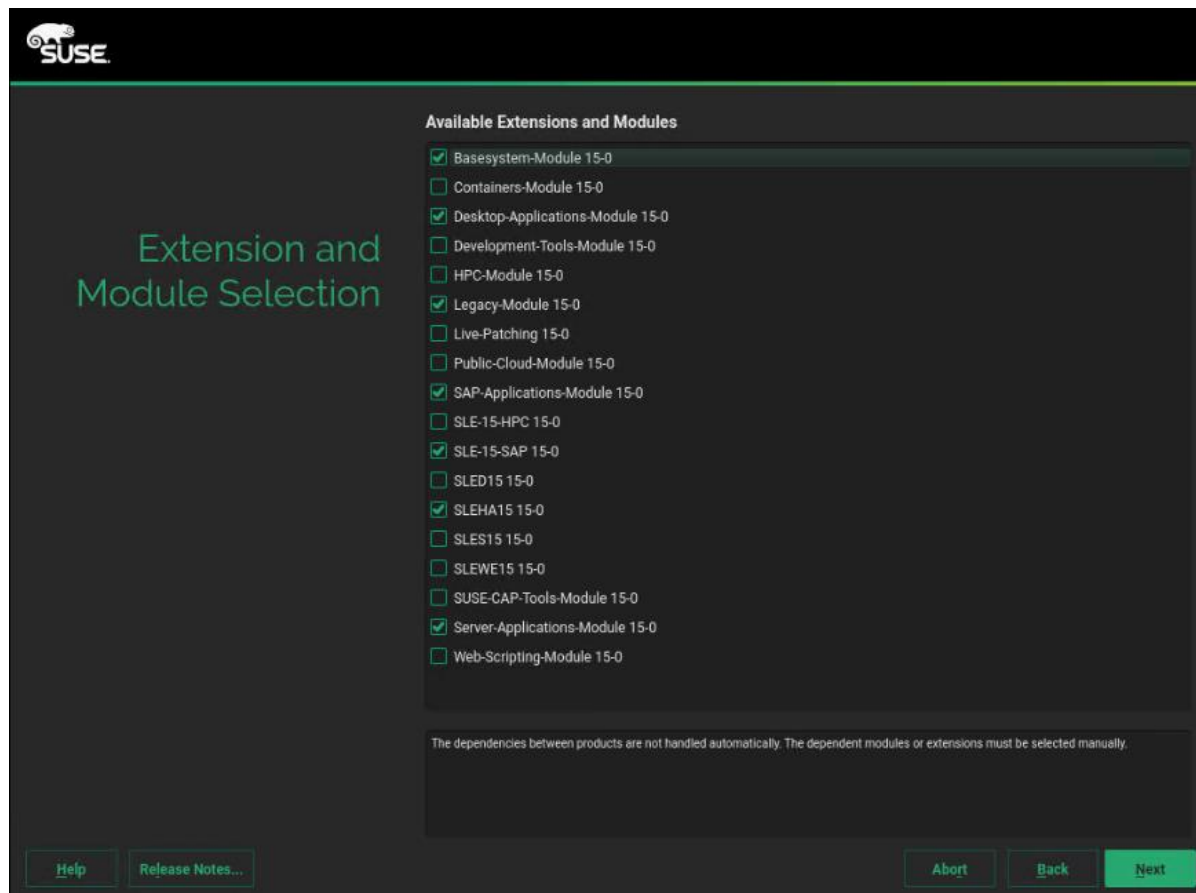 SUSE.
Extension and
Module Selection
Available Extensions and Modules
Basesystem-Module 15-0
Containers-Module 15-0
Desktop-Applications-Module 15-0
Development-Tools-Module 15-0
HPC-Module 15-0
Legacy-Module 15-0
Live-Patching 15-0
Public-Cloud-Module 15-0
SAP-Applications-Module 15-0
SLE-15-HPC 15-0
SLE-15-SAP 15-0
SLED15 15-0
SLEHA15 15-0
SLES15 15-0
SLEWE15 15-0
SUSE-CAP-Tools-Module 15-0
Server-Applications-Module 15-0
Web-Scripting-Module 15-0
The dependencies between products are not handled automatically. The dependent modules or extensions must be selected manually.
Help Release Notes... Abort Back Next